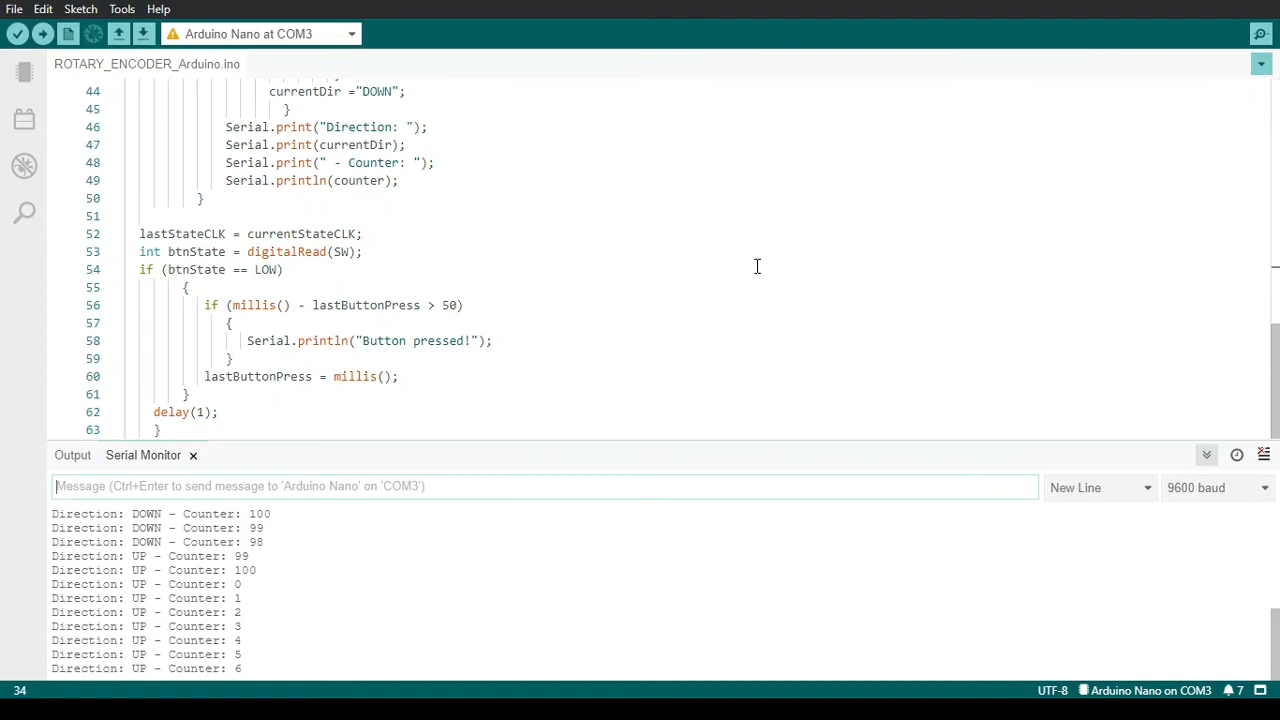 File Edit Sketch Tools Help
Arduino Nano at COM3
ROTARY_ENCODER_Arduino.ino
44 currentDir ="DOWN";
45 }
46 Serial.print("Direction: ");
47 Serial.print(currentDir);
48 Serial.print(" - Counter: ");
49 Serial.println(counter);
50 }
51
52 lastStateCLK = currentStateCLK;
53 int btnState = digitalRead(SW);
54 if (btnState == LOW)
55 {
56 if (millis() - lastButtonPress > 50)
57 {
58 Serial.println("Button pressed!");
59 }
60 lastButtonPress = millis();
61 }
62 delay(1);
63 }
Output Serial Monitor
Message (Ctrl+Enter to send message to 'Arduino Nano' on 'COM3') New Line 9600 baud
Direction: DOWN - Counter: 100
Direction: DOWN - Counter: 99
Direction: DOWN - Counter: 98
Direction: UP - Counter: 99
Direction: UP - Counter: 100
Direction: UP - Counter: 0
Direction: UP - Counter: 1
Direction: UP - Counter: 2
Direction: UP - Counter: 3
Direction: UP - Counter: 4
Direction: UP - Counter: 5
Direction: UP - Counter: 6
34 UTF-8 Arduino Nano on COM3 7